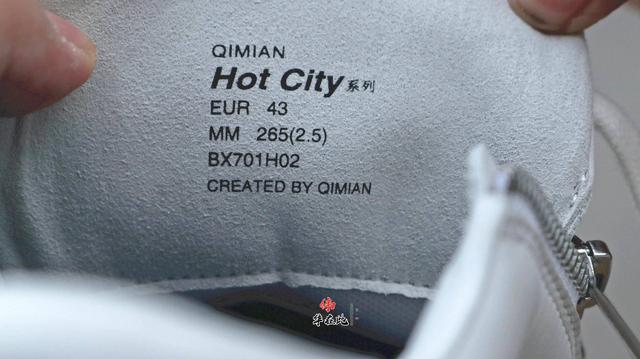 QIMIAN
Hot City系列
EUR 43
MM 265(2.5)
BX701H02
CREATED BY QIMIAN